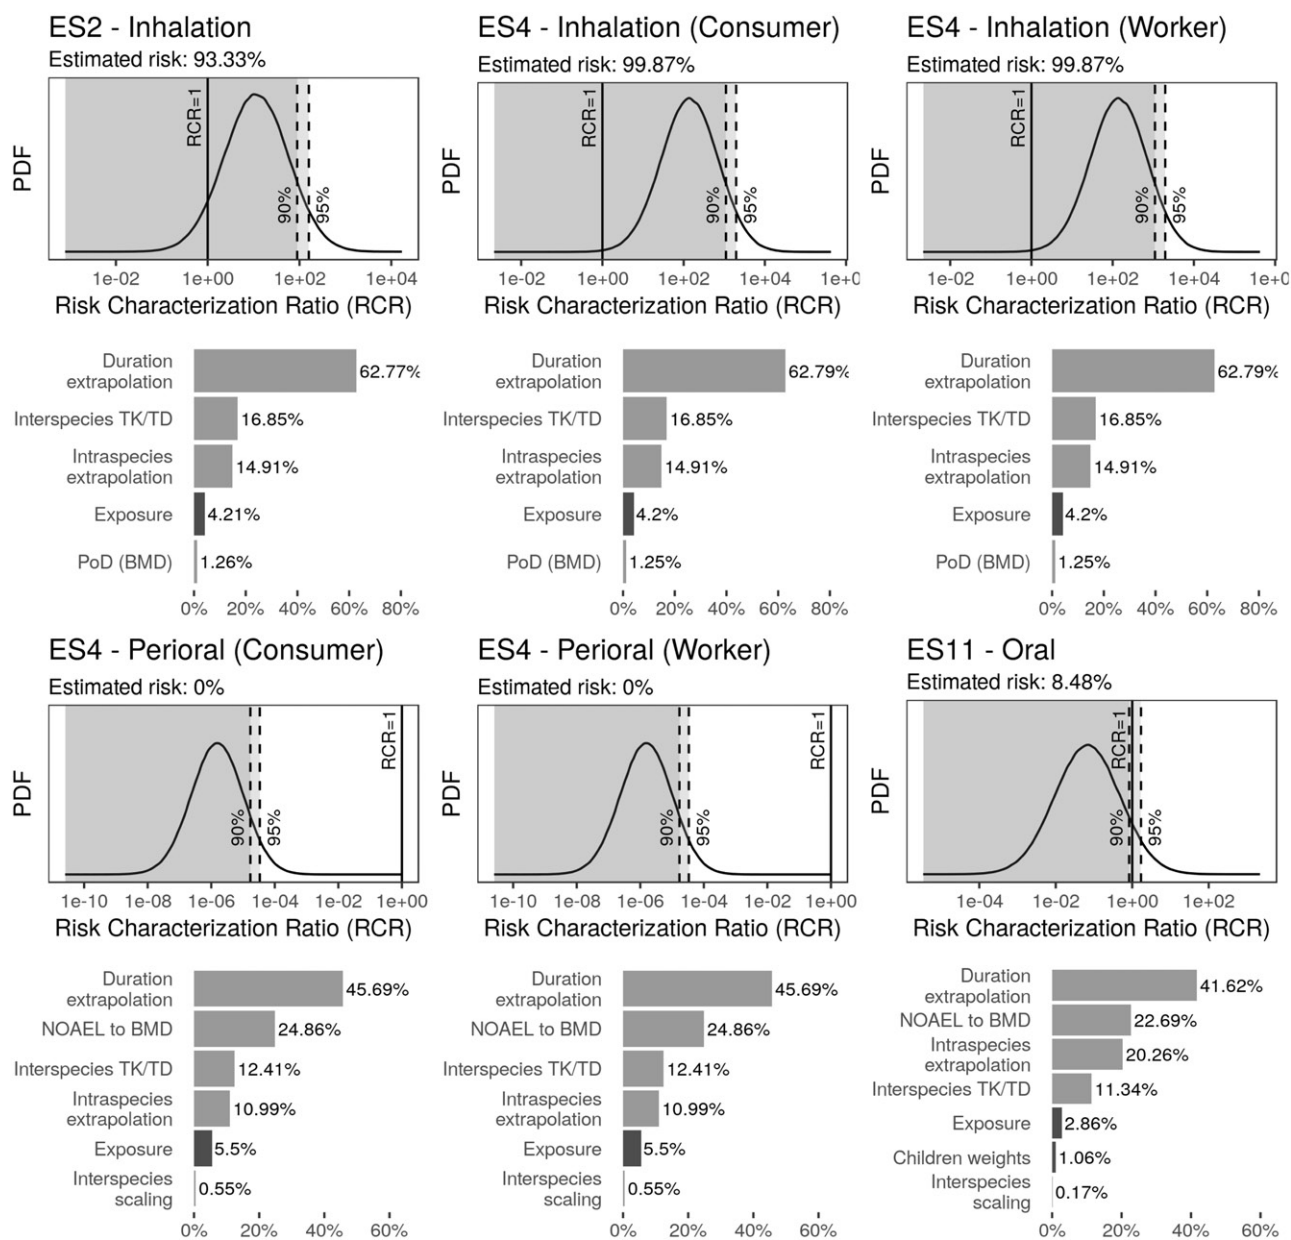 ES2 - Inhalation
Estimated risk: 93.33%
RCR=1
90%
95%
PDF
1e-02 1e+00 1e+02 1e+04
Risk Characterization Ratio (RCR)
Duration
extrapolation
62.77%
Interspecies TK/TD
16.85%
Intraspecies
extrapolation
14.91%
Exposure
4.21%
PoD (BMD)
1.26%
0% 20% 40% 60% 80%
ES4 - Inhalation (Consumer)
Estimated risk: 99.87%
RCR=1
90%
95%
PDF
1e-02 1e+00 1e+02 1e+04 1e+0
Risk Characterization Ratio (RCR)
Duration
extrapolation
62.79%
Interspecies TK/TD
16.85%
Intraspecies
extrapolation
14.91%
Exposure
4.2%
PoD (BMD)
1.25%
0% 20% 40% 60% 80%
ES4 - Inhalation (Worker)
Estimated risk: 99.87%
RCR=1
90%
95%
PDF
1e-02 1e+00 1e+02 1e+04 1e+0
Risk Characterization Ratio (RCR)
Duration
extrapolation
62.79%
Interspecies TK/TD
16.85%
Intraspecies
extrapolation
14.91%
Exposure
4.2%
PoD (BMD)
1.25%
0% 20% 40% 60% 80%
ES4 - Perioral (Consumer)
Estimated risk: 0%
RCR=1
90%
95%
PDF
1e-10 1e-08 1e-06 1e-04 1e-02 1e+00
Risk Characterization Ratio (RCR)
Duration
extrapolation
45.69%
NOAEL to BMD
24.86%
Interspecies TK/TD
12.41%
Intraspecies
extrapolation
10.99%
Exposure
5.5%
Interspecies
scaling
0.55%
0% 20% 40% 60%
ES4 - Perioral (Worker)
Estimated risk: 0%
RCR=1
90%
95%
PDF
1e-10 1e-08 1e-06 1e-04 1e-02 1e+00
Risk Characterization Ratio (RCR)
Duration
extrapolation
45.69%
NOAEL to BMD
24.86%
Interspecies TK/TD
12.41%
Intraspecies
extrapolation
10.99%
Exposure
5.5%
Interspecies
scaling
0.55%
0% 20% 40% 60%
ES11 - Oral
Estimated risk: 8.48%
RCR=1
90%
95%
PDF
1e-04 1e-02 1e+00 1e+02
Risk Characterization Ratio (RCR)
Duration
extrapolation
41.62%
NOAEL to BMD
22.69%
Intraspecies
extrapolation
20.26%
Interspecies TK/TD
11.34%
Exposure
2.86%
Children weights
1.06%
Interspecies
scaling
0.17%
0% 20% 40% 60%